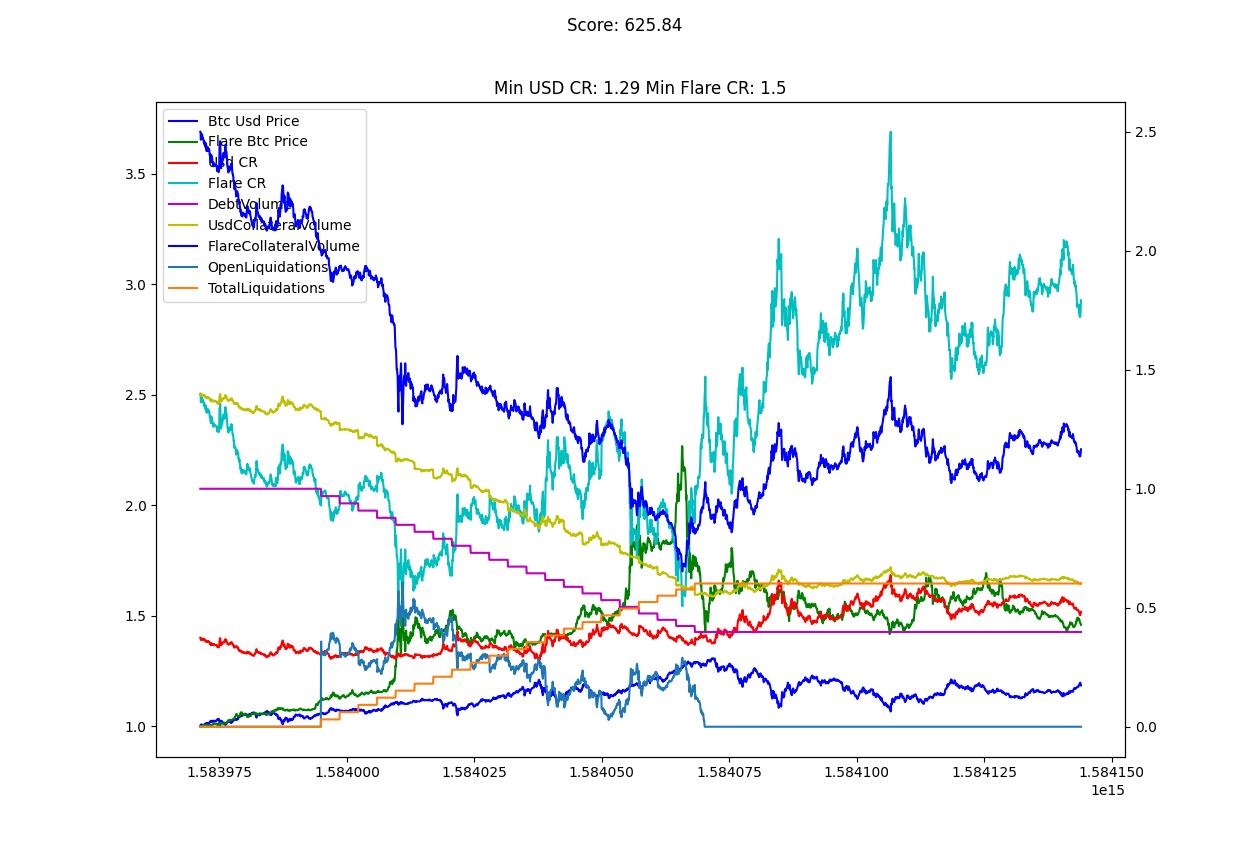 Score: 625.84
Min USD CR: 1.29 Min Flare CR: 1.5
Btc Usd Price
Flare Btc Price
Usd CR
Flare CR
DebtVolume
UsdCollateralVolume
FlareCollateralVolume
OpenLiquidations
TotalLiquidations
3.5
3.0
2.5
2.0
1.5
1.0
2.5
2.0
1.5
1.0
0.5
0.0
1.583975
1.584000
1.584025
1.584050
1.584075
1.584100
1.584125
1.584150
1e15